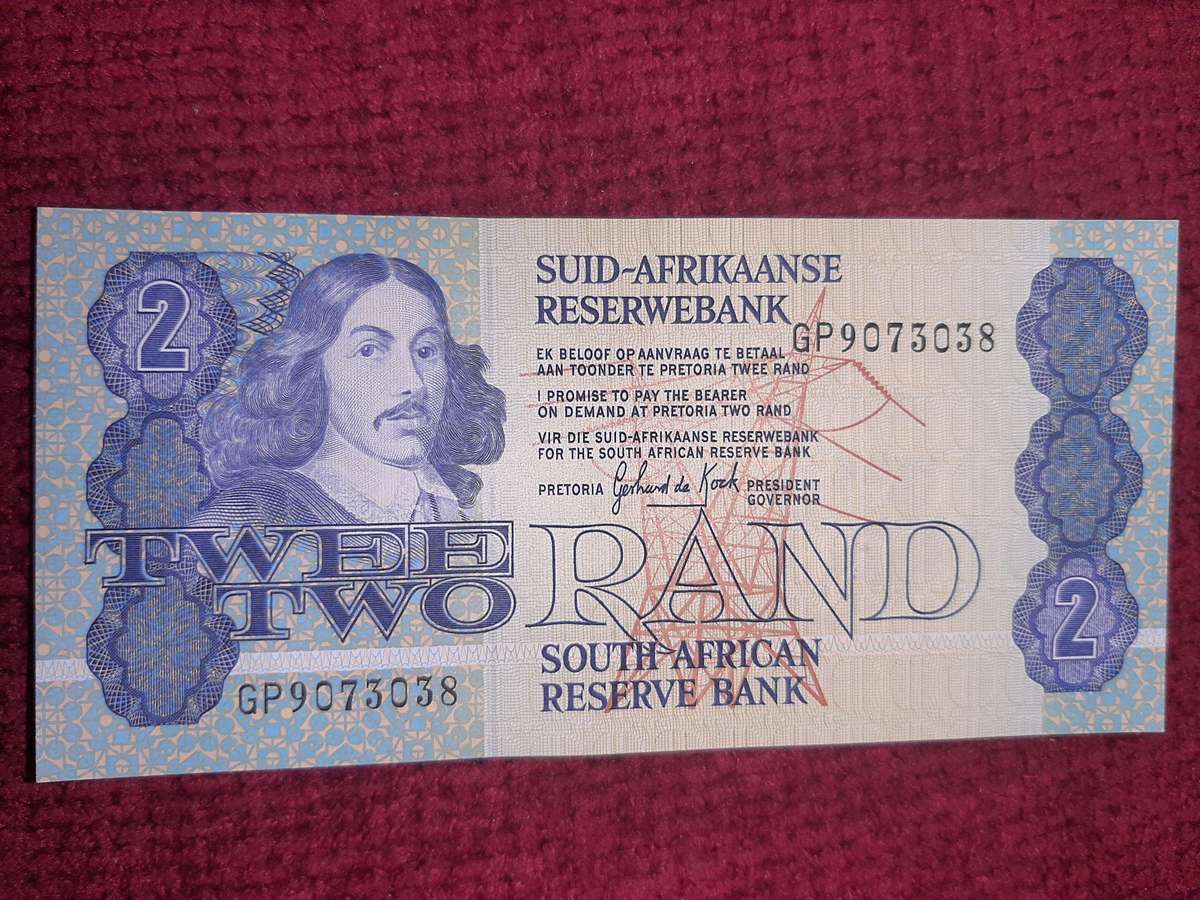 2
SUID-AFRIKAANSE
RESERWEBANK
GP9073038
EK BELOOF OP AANVRAAG TE BETAAL
AAN TOONDER TE PRETORIA TWEE RAND
I PROMISE TO PAY THE BEARER
ON DEMAND AT PRETORIA TWO RAND
VIR DIE SUID-AFRIKAANSE RESERWEBANK
FOR THE SOUTH AFRICAN RESERVE BANK
PRETORIA Gerhard de Kock PRESIDENT
GOVERNOR
TWEE RAND
TWO
2
SOUTH AFRICAN
RESERVE BANK
GP9073038